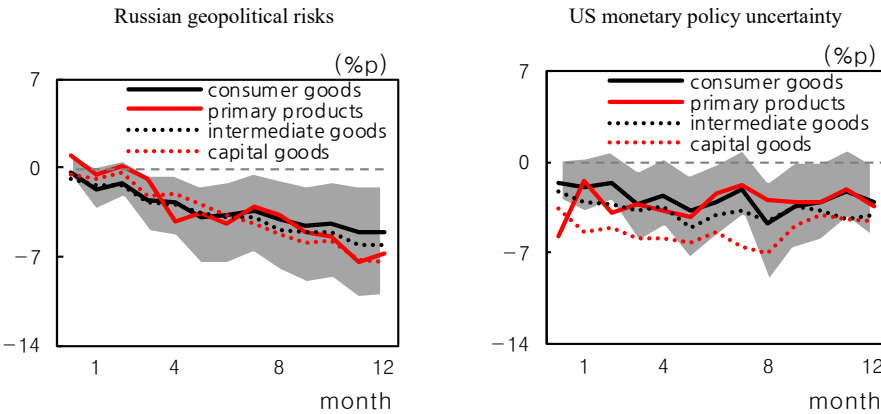 Russian geopolitical risks
(%p)
7
consumer goods
primary products
intermediate goods
capital goods
0
−7
−14
1 4 8 12
month
US monetary policy uncertainty
(%p)
7
consumer goods
primary products
intermediate goods
capital goods
0
−7
−14
1 4 8 12
month